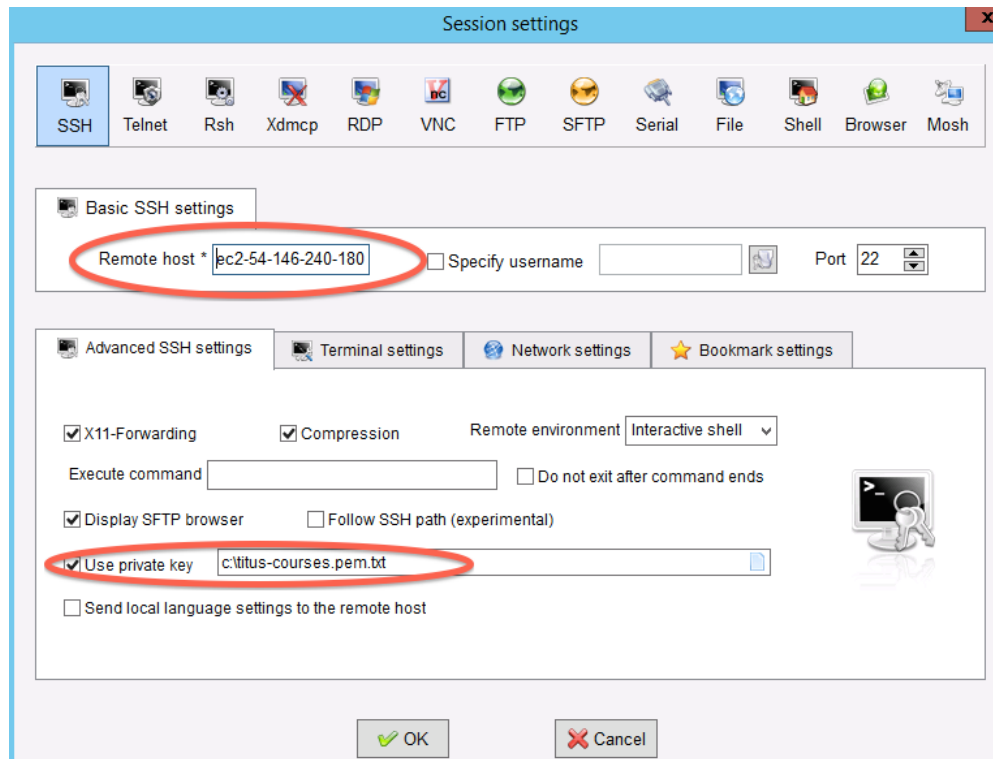 Session settings
x
SSH Telnet Rsh Xdmcp RDP VNC FTP SFTP Serial File Shell Browser Mosh
Basic SSH settings
Remote host * ec2-54-146-240-180 Specify username Port 22
Advanced SSH settings Terminal settings Network settings Bookmark settings
X11-Forwarding Compression Remote environment Interactive shell
Execute command Do not exit after command ends
Display SFTP browser Follow SSH path (experimental)
Use private key c:\titus-courses.pem.txt
Send local language settings to the remote host
OK Cancel